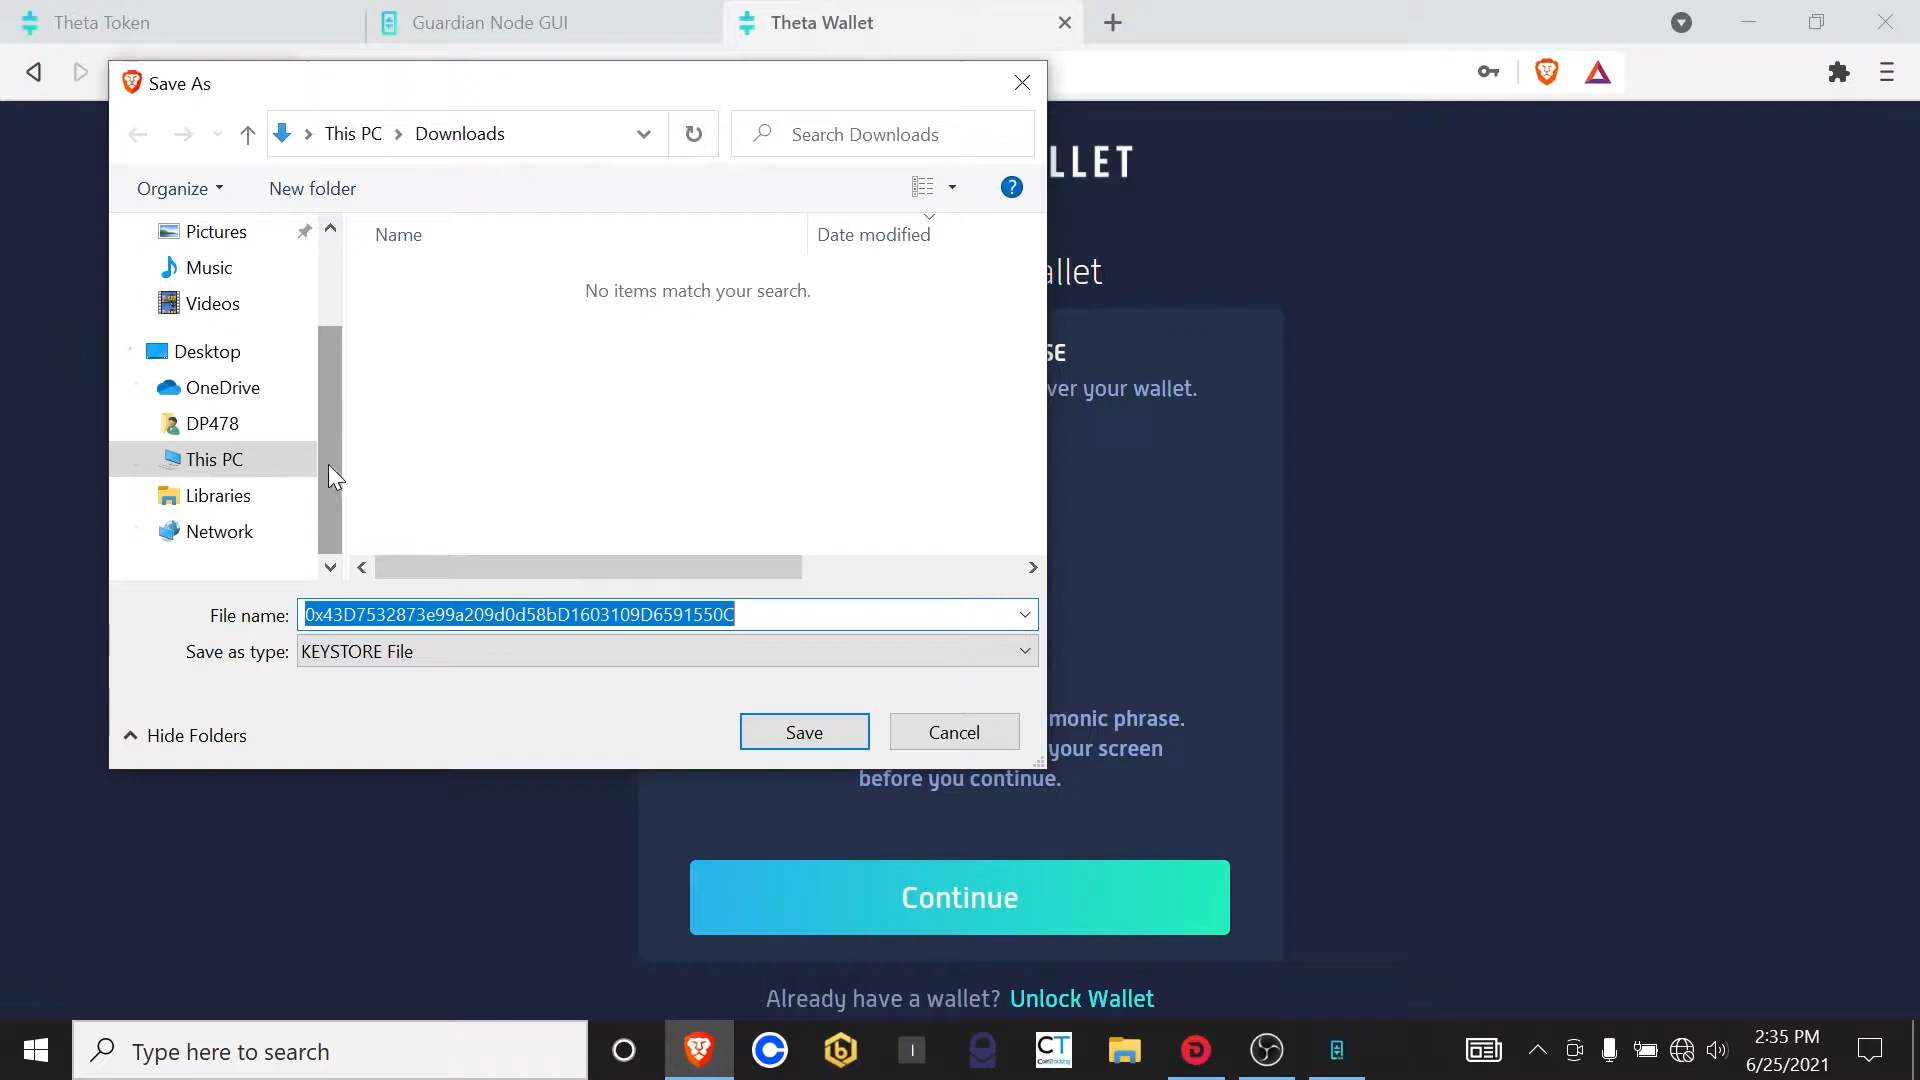 Theta Token
Guardian Node GUI
Theta Wallet
Save As
This PC
Downloads
Search Downloads
Organize
New folder
Pictures
Music
Videos
Desktop
OneDrive
DP478
This PC
Libraries
Network
Name
Date modified
No items match your search.
File name: 0x43D7532873e99a209d0d58bD1603109D6591550C
Save as type: KEYSTORE File
Hide Folders
Save
Cancel
LLET
allet
SE
ver your wallet.
monic phrase.
your screen
before you continue.
Continue
Already have a wallet? Unlock Wallet
Type here to search
CT
2:35 PM
6/25/2021